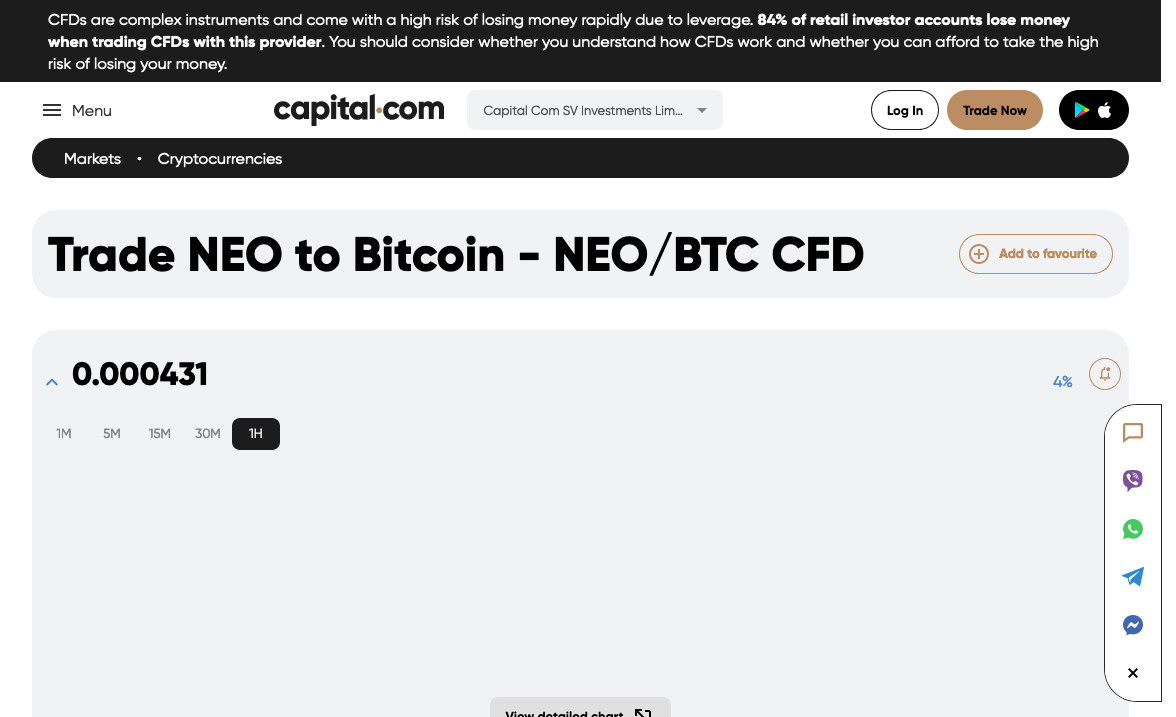 CFDs are complex instruments and come with a high risk of losing money rapidly due to leverage. 84% of retail investor accounts lose money
when trading CFDs with this provider. You should consider whether you understand how CFDs work and whether you can afford to take the high
risk of losing your money.
Menu
capital.com
Capital Com SV Investments Lim...
Log In
Trade Now
Markets • Cryptocurrencies
Trade NEO to Bitcoin - NEO/BTC CFD
Add to favourite
0.000431
4%
1M 5M 15M 30M 1H
View detailed chart